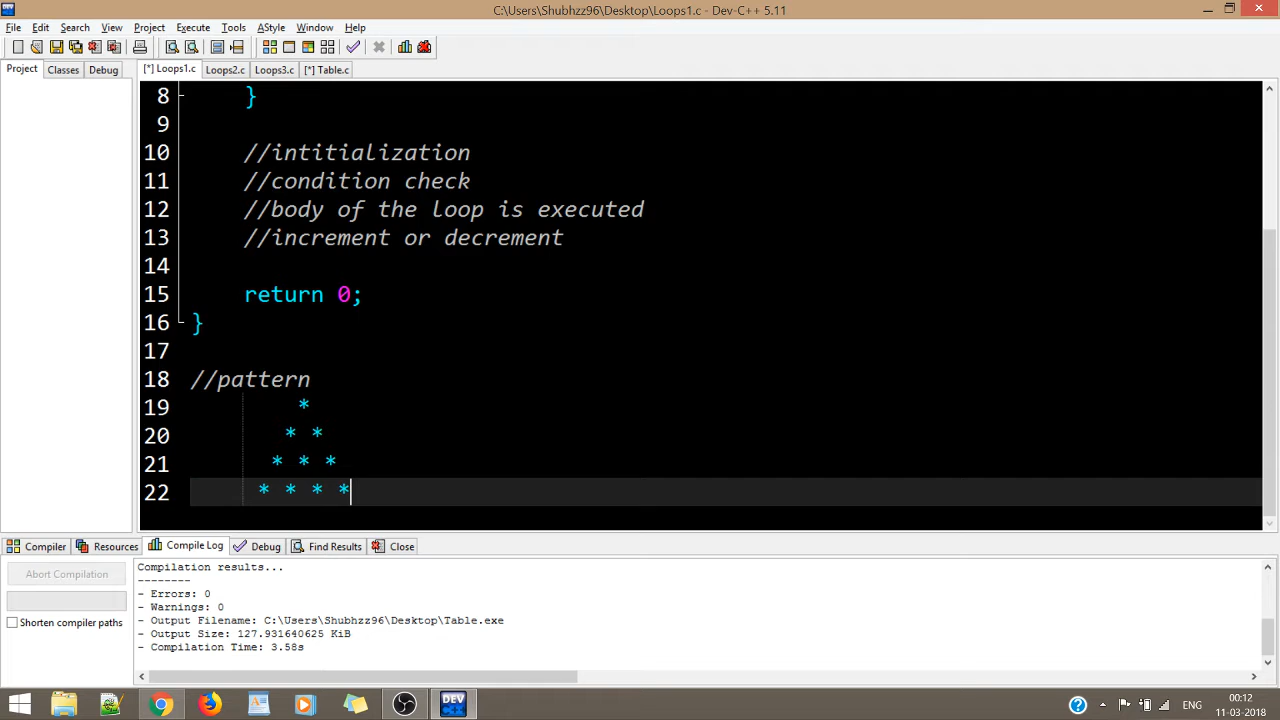 C:\Users\Shubhzz96\Desktop\Loops1.c - Dev-C++ 5.11
File Edit Search View Project Execute Tools AStyle Window Help
Project Classes Debug
[*] Loops1.c Loops2.c Loops3.c [*] Table.c
8 }
9
10 //intitialization
11 //condition check
12 //body of the loop is executed
13 //increment or decrement
14
15 return 0;
16 }
17
18 //pattern
19 *
20 * *
21 * * *
22 * * * *
Compiler Resources Compile Log Debug Find Results Close
Abort Compilation
Shorten compiler paths
Compilation results...
--------
- Errors: 0
- Warnings: 0
- Output Filename: C:\Users\Shubhzz96\Desktop\Table.exe
- Output Size: 127.931640625 KiB
- Compilation Time: 3.58s
DEV
00:12
11-03-2018